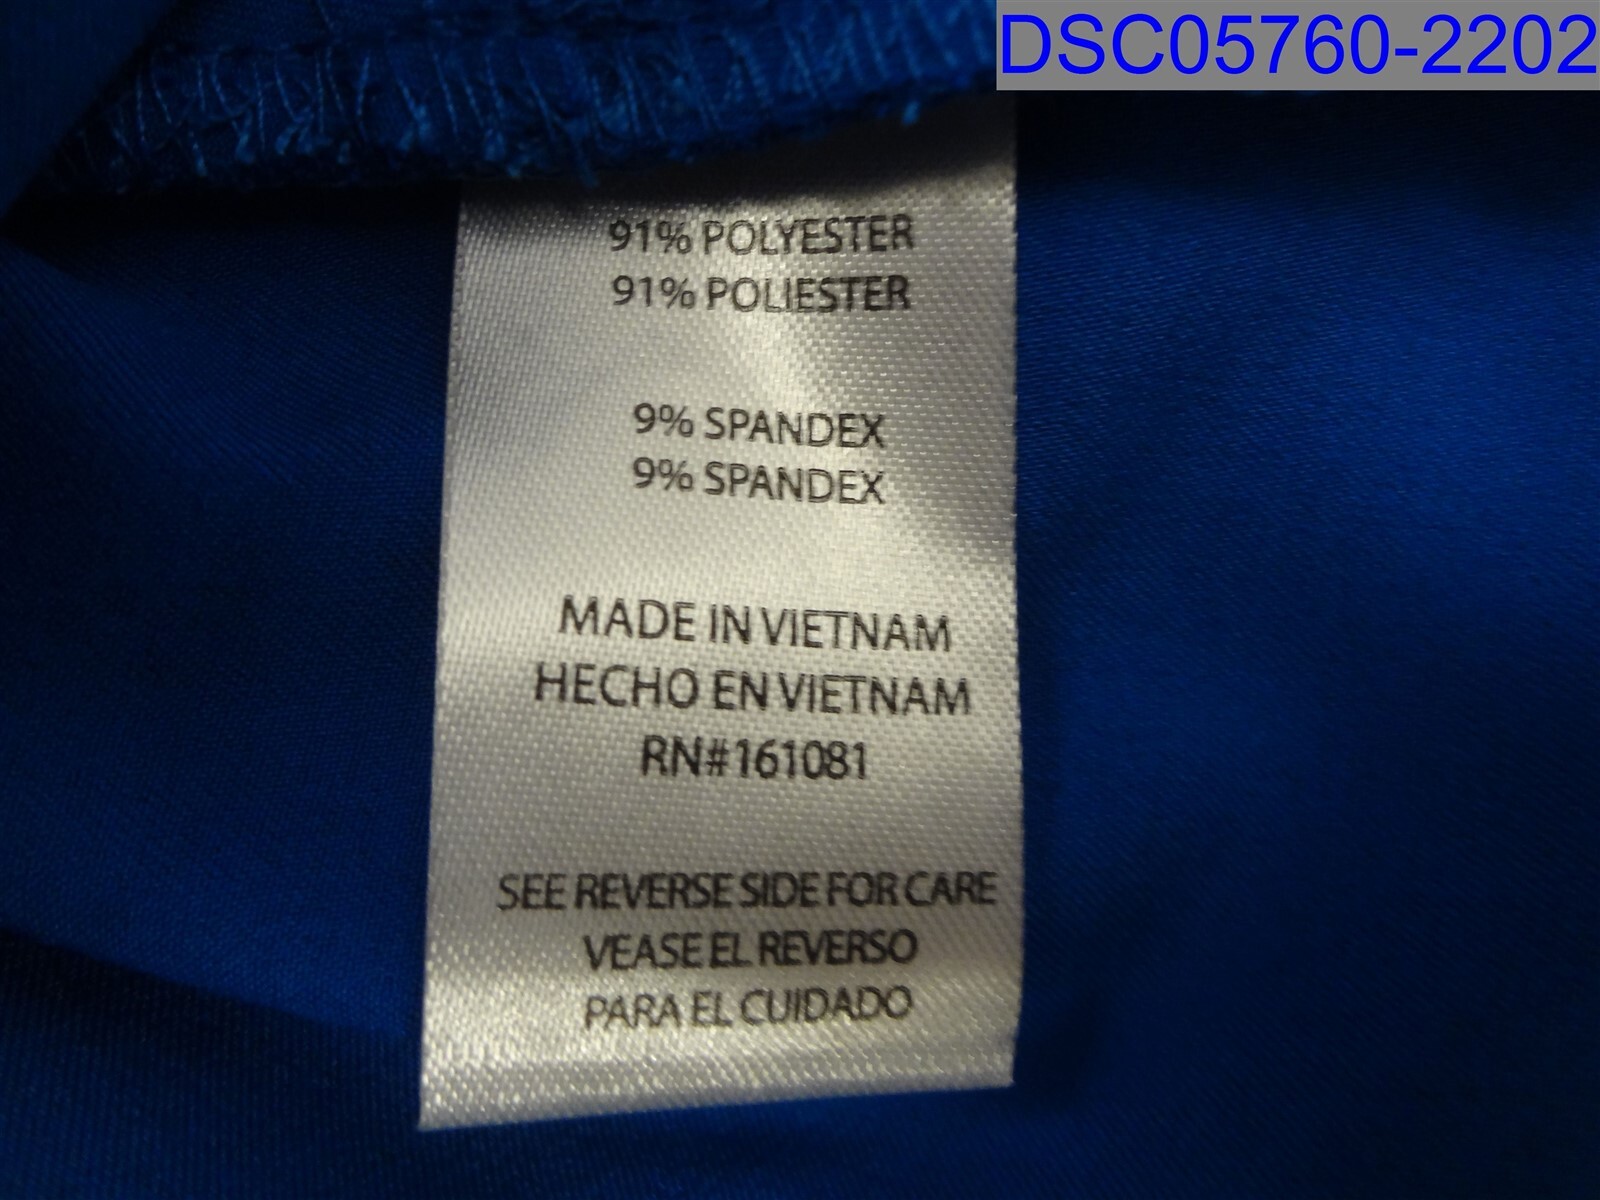 DSC05760-2202
91% POLYESTER
91% POLIESTER
9% SPANDEX
9% SPANDEX
MADE IN VIETNAM
HECHO EN VIETNAM
RN#161081
SEE REVERSE SIDE FOR CARE
VEASE EL REVERSO
PARA EL CUIDADO